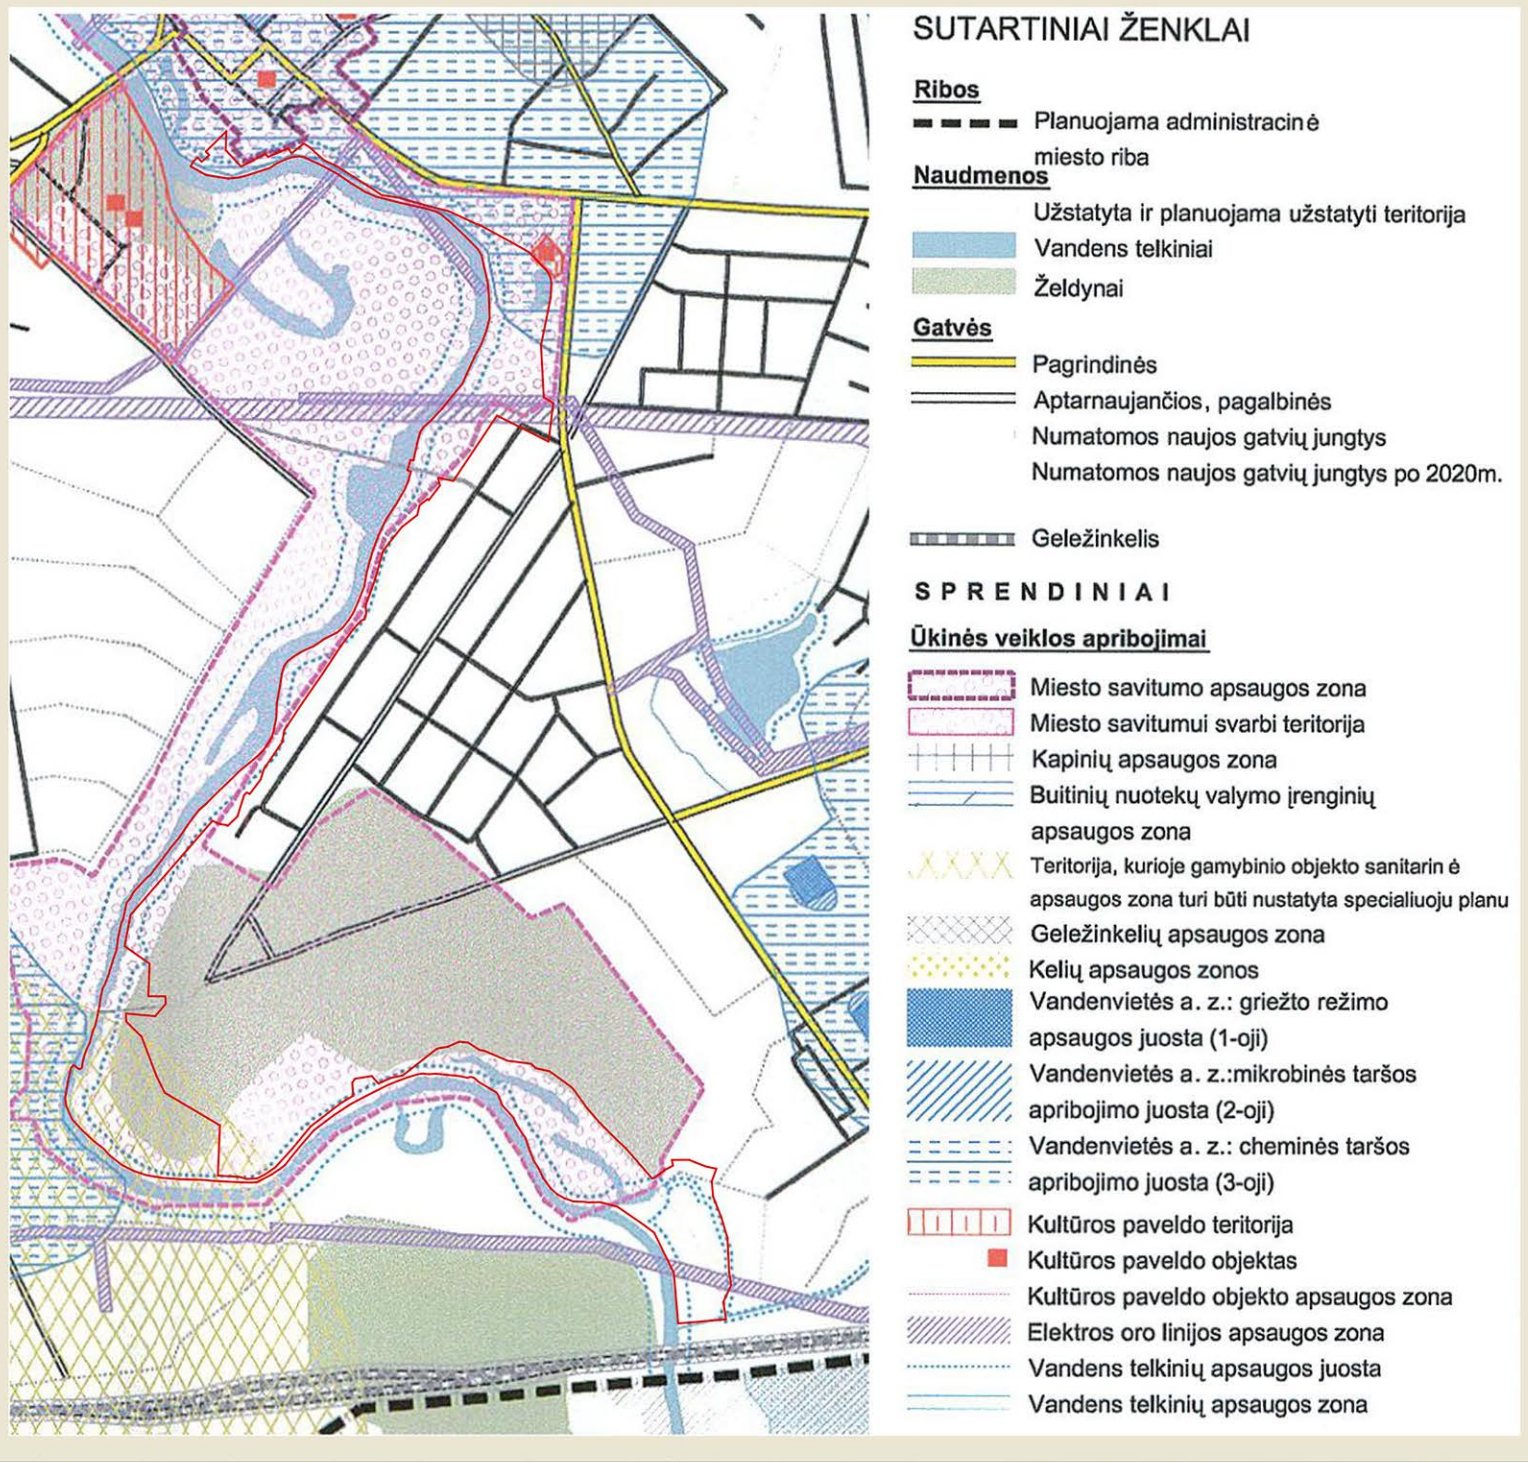 SUTARTINIAI ŽENKLAI
Ribos
Planuojama administracinė
miesto riba
Naudmenos
Užstatyta ir planuojama užstatyti teritorija
Vandens telkiniai
Želdynai
Gatvės
Pagrindinės
Aptarnaujančios, pagalbinės
Numatomos naujos gatvių jungtys
Numatomos naujos gatvių jungtys po 2020m.
Geležinkelis
SPRENDINIAI
Ūkinės veiklos apribojimai
Miesto savitumo apsaugos zona
Miesto savitumui svarbi teritorija
Kapinių apsaugos zona
Buitinių nuotekų valymo įrenginių
apsaugos zona
Teritorija, kurioje gamybinio objekto sanitarinė
apsaugos zona turi būti nustatyta specialiuoju planu
Geležinkelių apsaugos zona
Kelių apsaugos zonos
Vandenvietės a. z.: griežto režimo
apsaugos juosta (1-oji)
Vandenvietės a. z.:mikrobinės taršos
apribojimo juosta (2-oji)
Vandenvietės a. z.: cheminės taršos
apribojimo juosta (3-oji)
Kultūros paveldo teritorija
Kultūros paveldo objektas
Kultūros paveldo objekto apsaugos zona
Elektros oro linijos apsaugos zona
Vandens telkinių apsaugos juosta
Vandens telkinių apsaugos zona